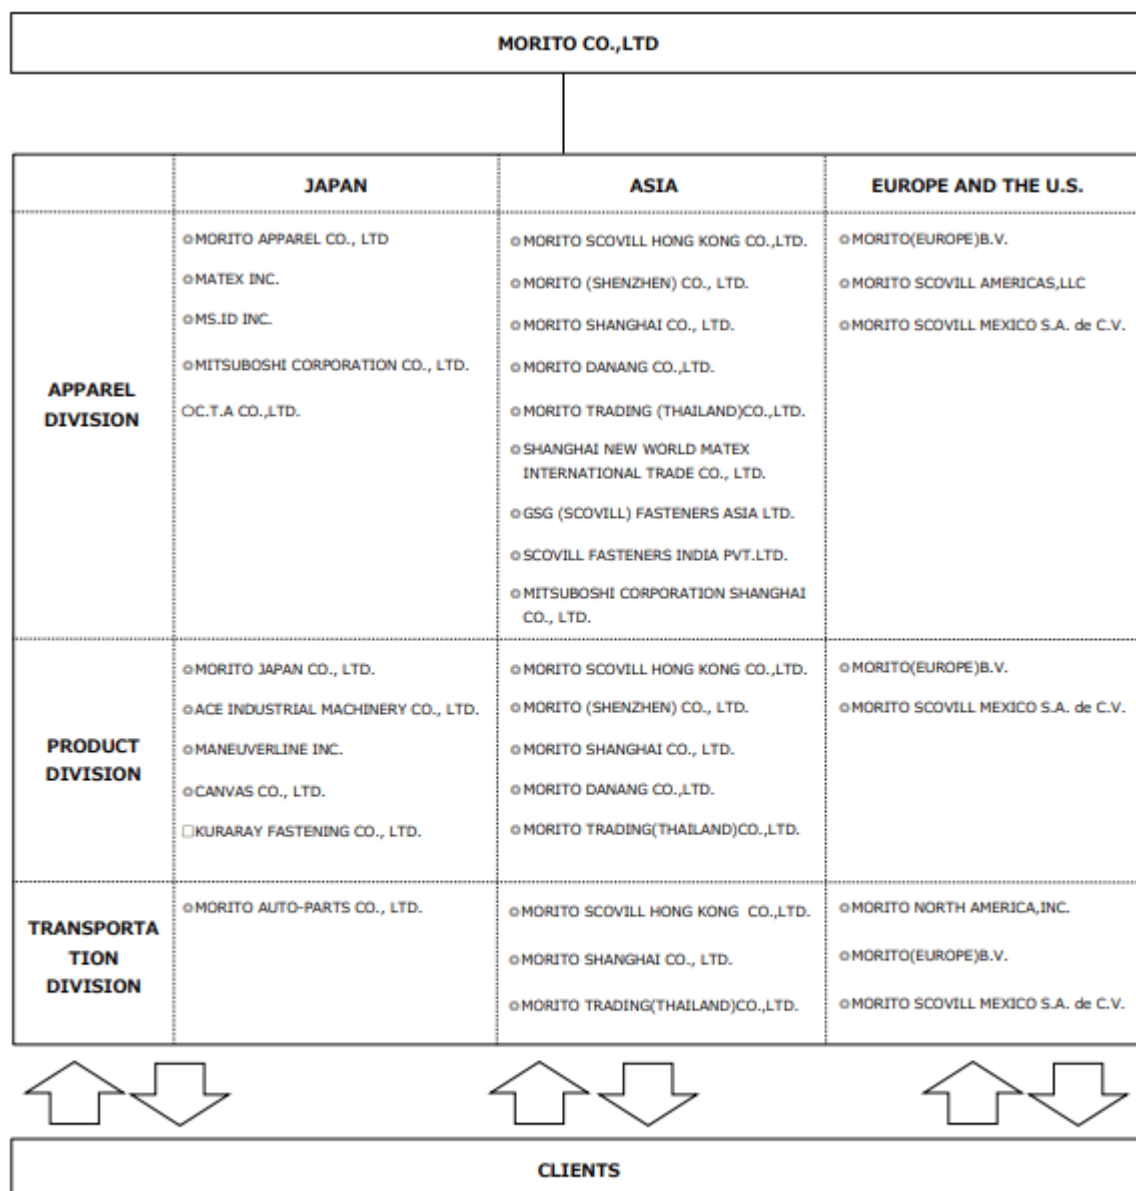 MORITO CO.,LTD
JAPAN
ASIA
EUROPE AND THE U.S.
APPAREL
DIVISION
◎MORITO APPAREL CO., LTD
◎MATEX INC.
◎MS.ID INC.
◎MITSUBOSHI CORPORATION CO., LTD.
○C.T.A CO.,LTD.
◎MORITO SCOVILL HONG KONG CO.,LTD.
◎MORITO (SHENZHEN) CO., LTD.
◎MORITO SHANGHAI CO., LTD.
◎MORITO DANANG CO.,LTD.
◎MORITO TRADING (THAILAND)CO.,LTD.
◎SHANGHAI NEW WORLD MATEX
INTERNATIONAL TRADE CO., LTD.
◎GSG (SCOVILL) FASTENERS ASIA LTD.
◎SCOVILL FASTENERS INDIA PVT.LTD.
◎MITSUBOSHI CORPORATION SHANGHAI
CO., LTD.
◎MORITO(EUROPE)B.V.
◎MORITO SCOVILL AMERICAS,LLC
◎MORITO SCOVILL MEXICO S.A. de C.V.
PRODUCT
DIVISION
◎MORITO JAPAN CO., LTD.
◎ACE INDUSTRIAL MACHINERY CO., LTD.
◎MANEUVERLINE INC.
◎CANVAS CO., LTD.
□KURARAY FASTENING CO., LTD.
◎MORITO SCOVILL HONG KONG CO.,LTD.
◎MORITO (SHENZHEN) CO., LTD.
◎MORITO SHANGHAI CO., LTD.
◎MORITO DANANG CO.,LTD.
◎MORITO TRADING(THAILAND)CO.,LTD.
◎MORITO(EUROPE)B.V.
◎MORITO SCOVILL MEXICO S.A. de C.V.
TRANSPORTA
TION
DIVISION
◎MORITO AUTO-PARTS CO., LTD.
◎MORITO SCOVILL HONG KONG CO.,LTD.
◎MORITO SHANGHAI CO., LTD.
◎MORITO TRADING(THAILAND)CO.,LTD.
◎MORITO NORTH AMERICA,INC.
◎MORITO(EUROPE)B.V.
◎MORITO SCOVILL MEXICO S.A. de C.V.
CLIENTS